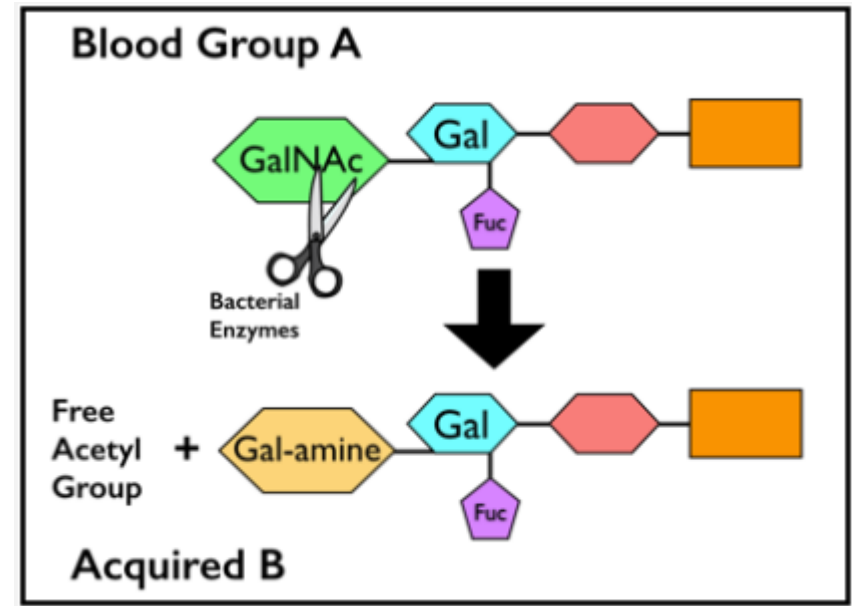 Blood Group A
GalNAc
Gal
Fuc
Bacterial
Enzymes
Free
Acetyl
Group
+
Gal-amine
Gal
Fuc
Acquired B